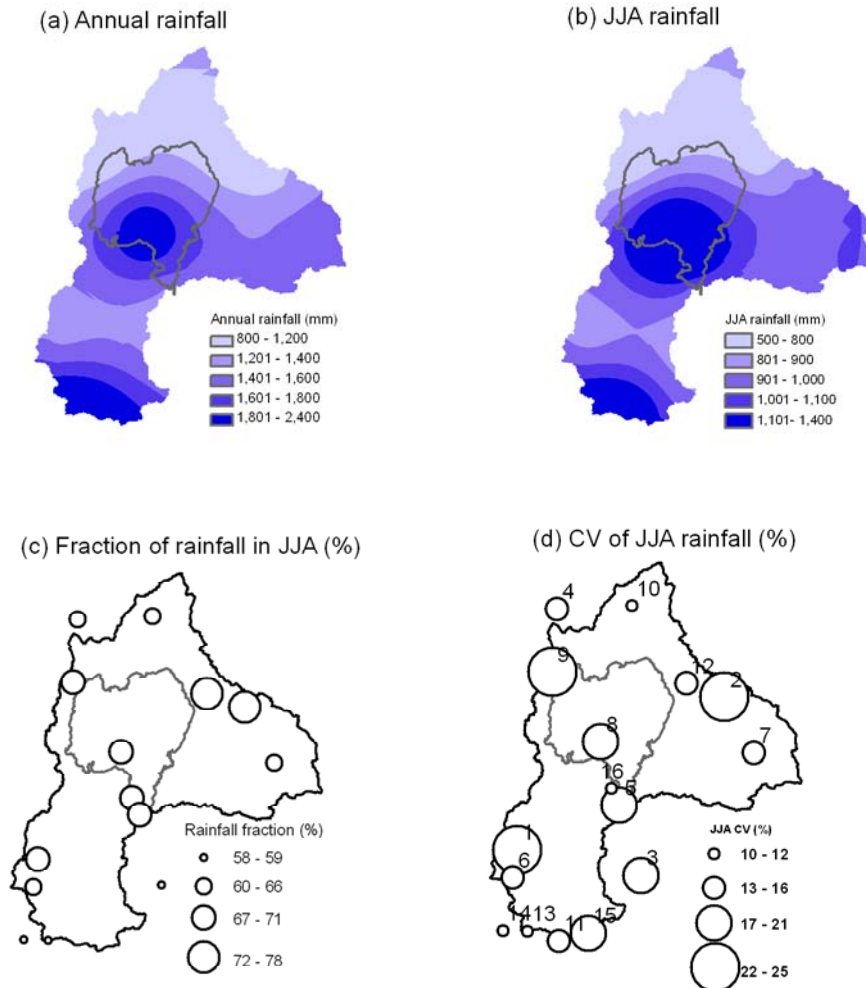 (a) Annual rainfall
(b) JJA rainfall
Annual rainfall (mm)
800 - 1,200
1,201 - 1,400
1,401 - 1,600
1,601 - 1,800
1,801 - 2,400
JJA rainfall (mm)
500 - 800
801 - 900
901 - 1,000
1,001 - 1,100
1,101- 1,400
(c) Fraction of rainfall in JJA (%)
Rainfall fraction (%)
58 - 59
60 - 66
67 - 71
72 - 78
(d) CV of JJA rainfall (%)
4
10
9
12
2
8
7
16
5
1
6
3
14
13
11
15
JJA CV (%)
10 - 12
13 - 16
17 - 21
22 - 25